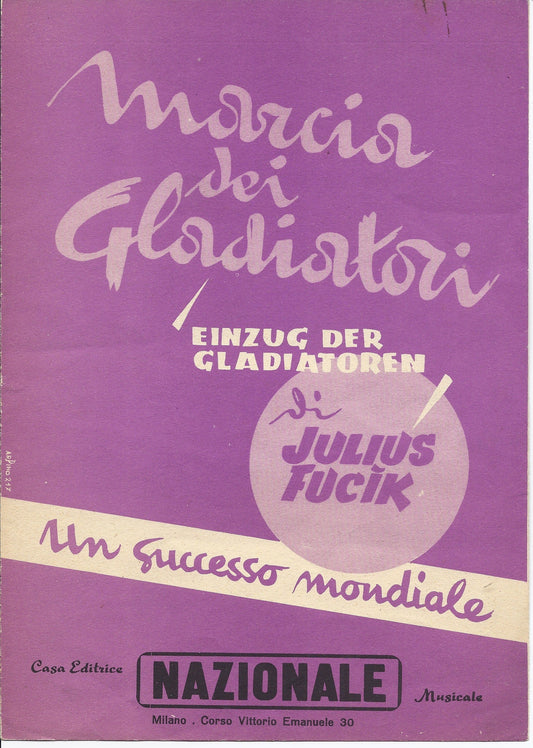 Marcia
dei
Gladiatori
EINZUG DER
GLADIATOREN
di
JULIUS
FUCIK
Un successo mondiale
Casa Editrice
NAZIONALE
Musicale
Milano . Corso Vittorio Emanuele 30